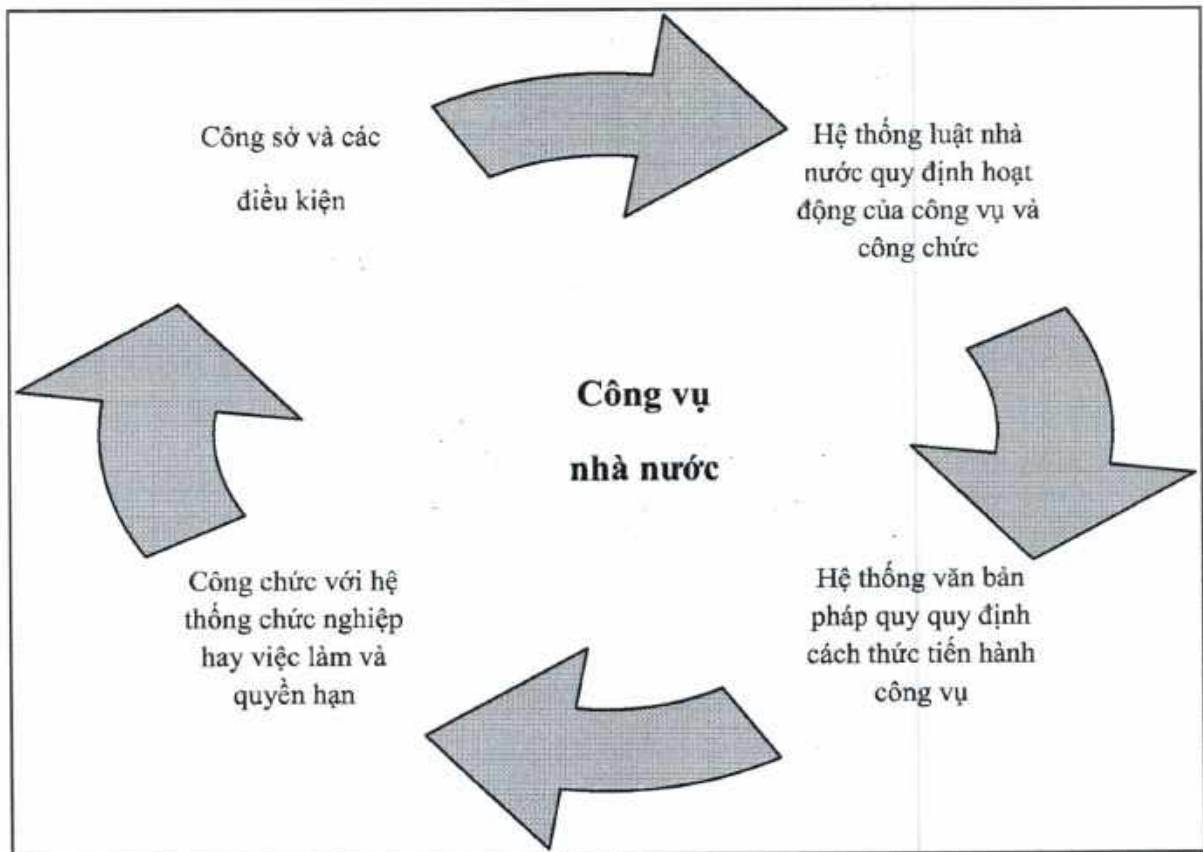 Công sở và các
điều kiện
Hệ thống luật nhà
nước quy định hoạt
động của công vụ và
công chức
Công vụ
nhà nước
Công chức với hệ
thống chức nghiệp
hay việc làm và
quyền hạn
Hệ thống văn bản
pháp quy quy định
cách thức tiến hành
công vụ